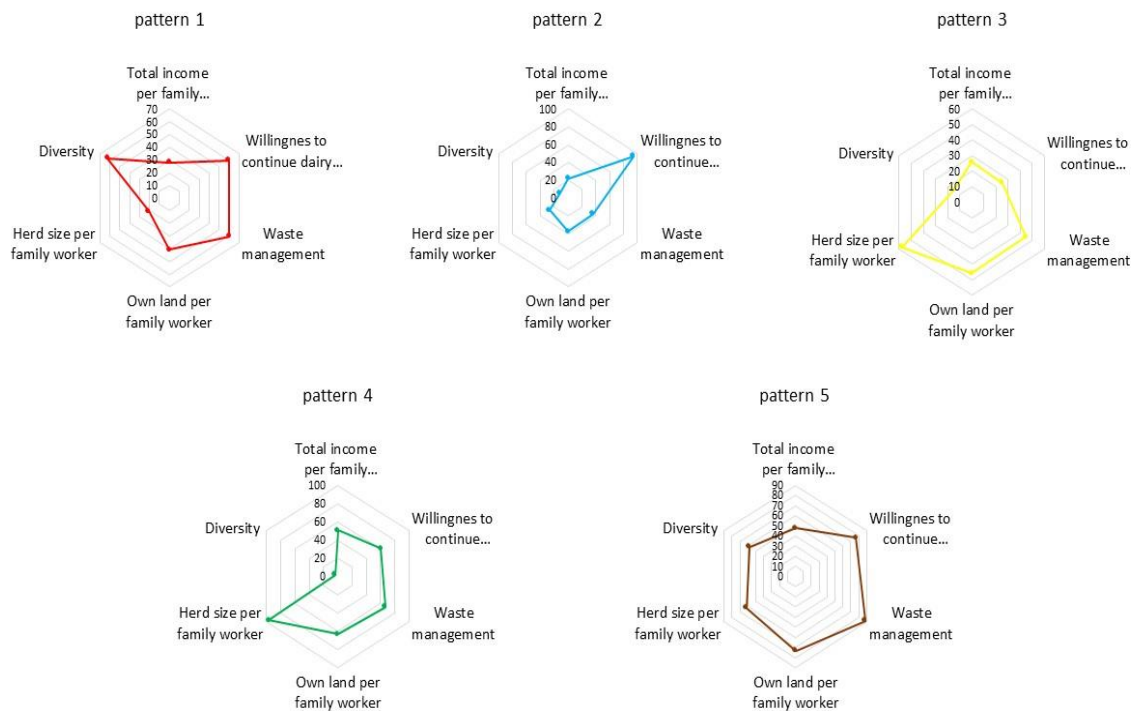 pattern 1
Total income
per family...
70
60
50
40
30
20
10
0
Willingnes to
continue dairy...
Waste
management
Own land per
family worker
Herd size per
family worker
Diversity
pattern 2
Total income
per family...
100
80
60
40
20
0
Willingnes to
continue...
Waste
management
Own land per
family worker
Herd size per
family worker
Diversity
pattern 3
Total income
per family...
60
50
40
30
20
10
0
Willingnes to
continue...
Waste
management
Own land per
family worker
Herd size per
family worker
Diversity
pattern 4
Total income
per family...
100
80
60
40
20
0
Willingnes to
continue...
Waste
management
Own land per
family worker
Herd size per
family worker
Diversity
pattern 5
Total income
per family...
90
80
70
60
50
40
30
20
10
0
Willingnes to
continue...
Waste
management
Own land per
family worker
Herd size per
family worker
Diversity